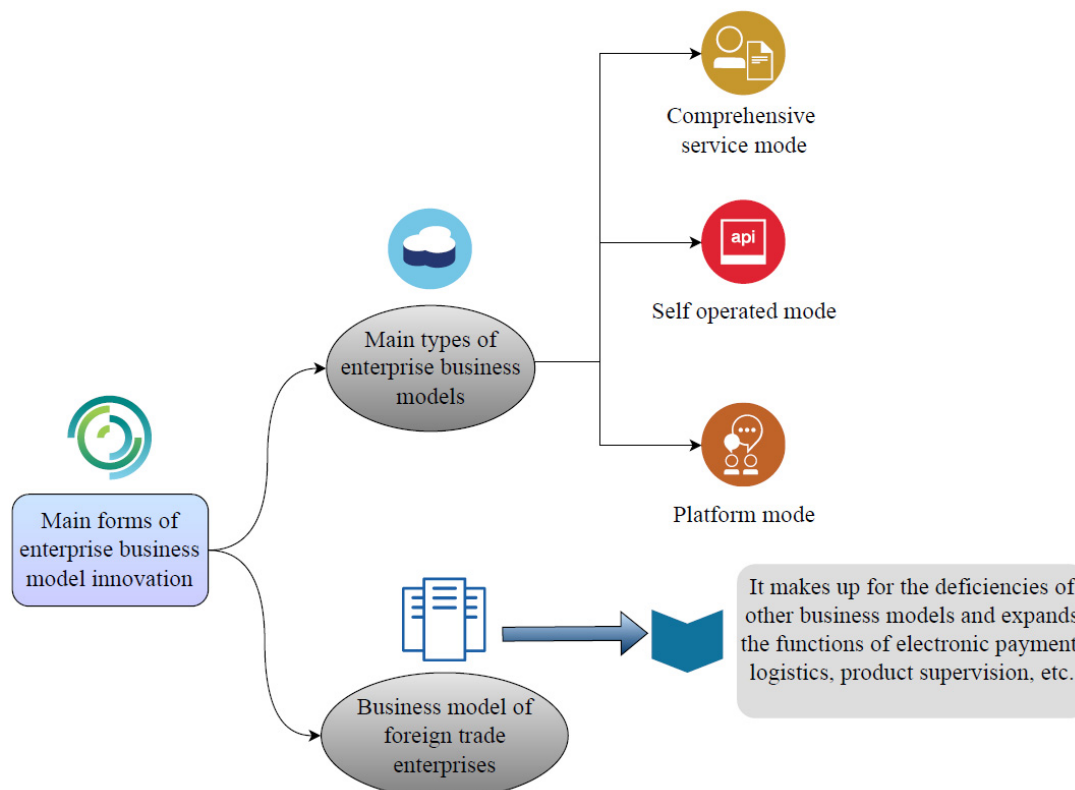 Comprehensive
service mode
api
Self operated mode
Main types of
enterprise business
models
Platform mode
Main forms of
enterprise business
model innovation
It makes up for the deficiencies of
other business models and expands
the functions of electronic payment
logistics, product supervision, etc.
Business model of
foreign trade
enterprises